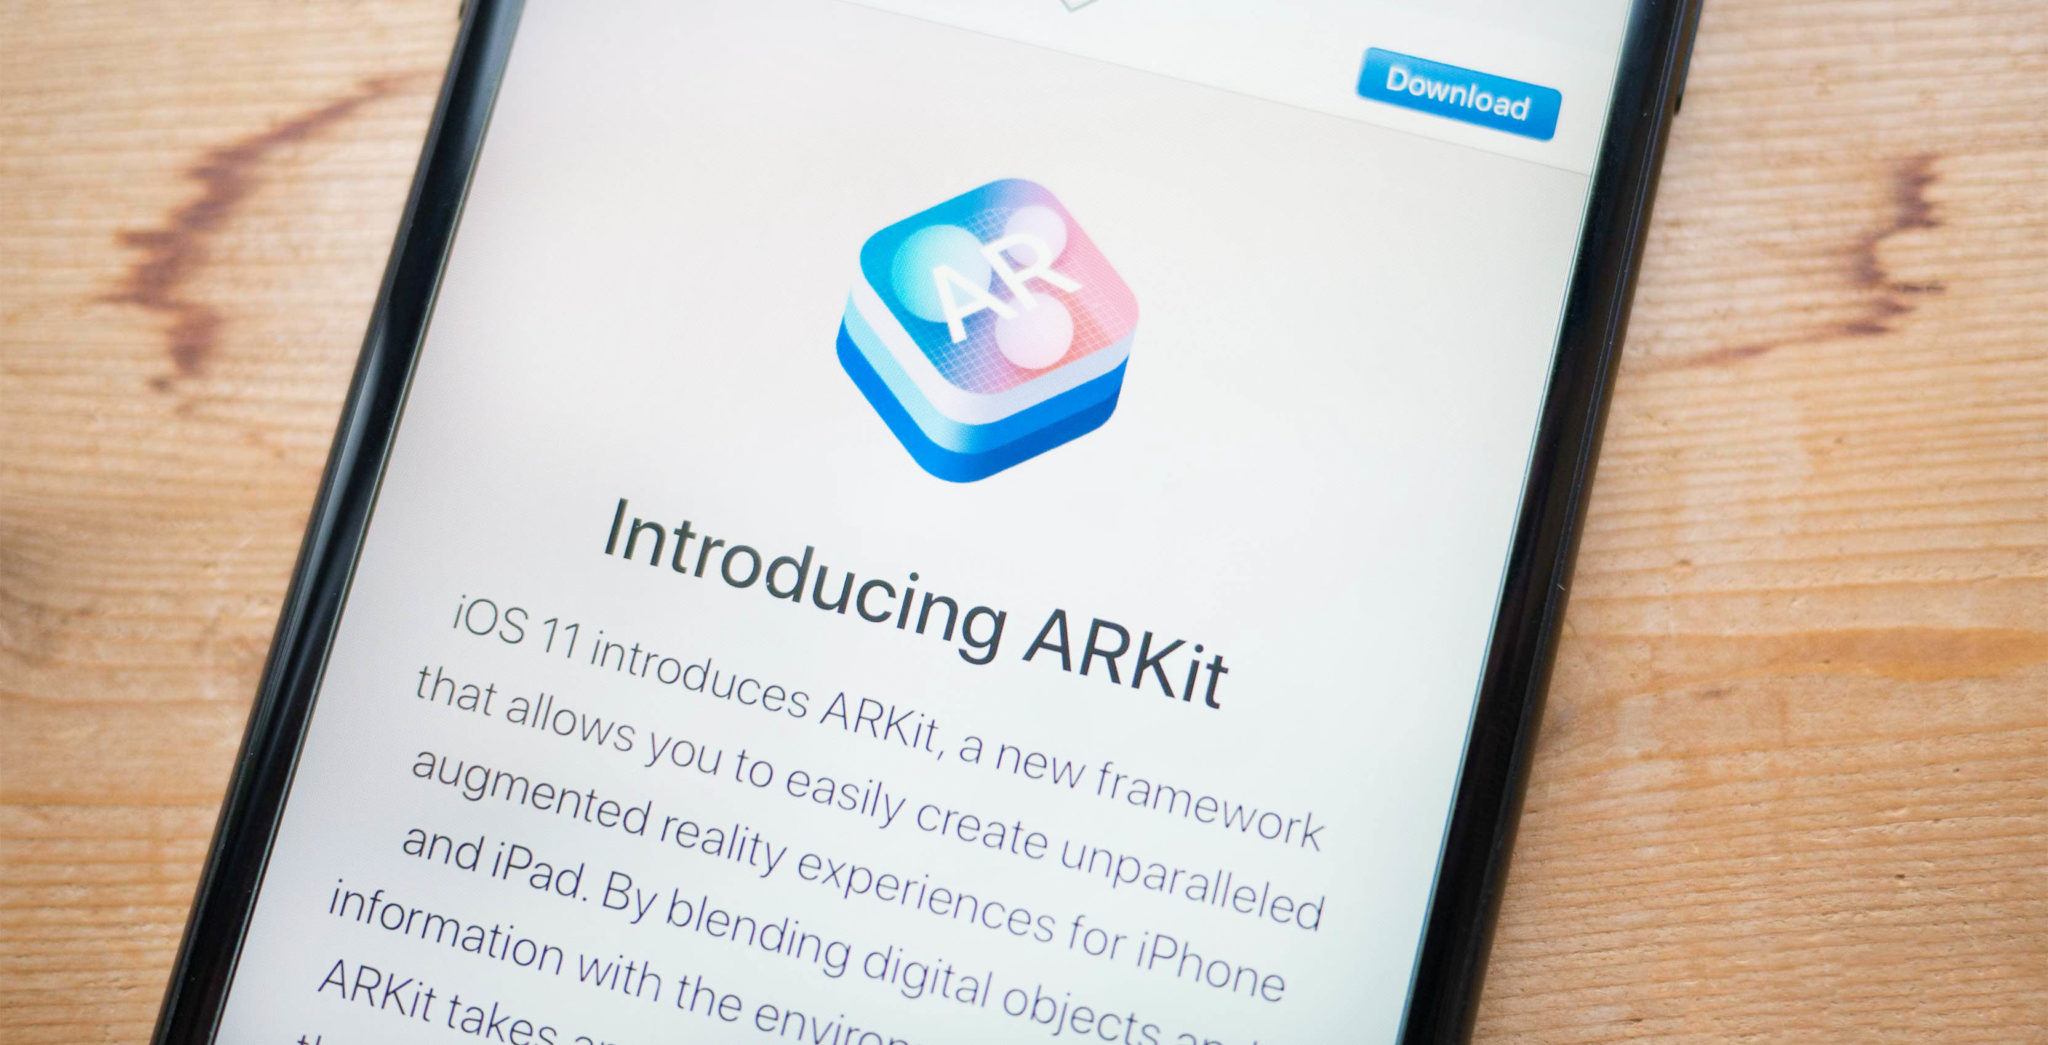 Download
AR
Introducing ARKit
iOS 11 introduces ARKit, a new framework
that allows you to easily create unparalleled
augmented reality experiences for iPhone
and iPad. By blending digital objects and
information with the
ARKit takes